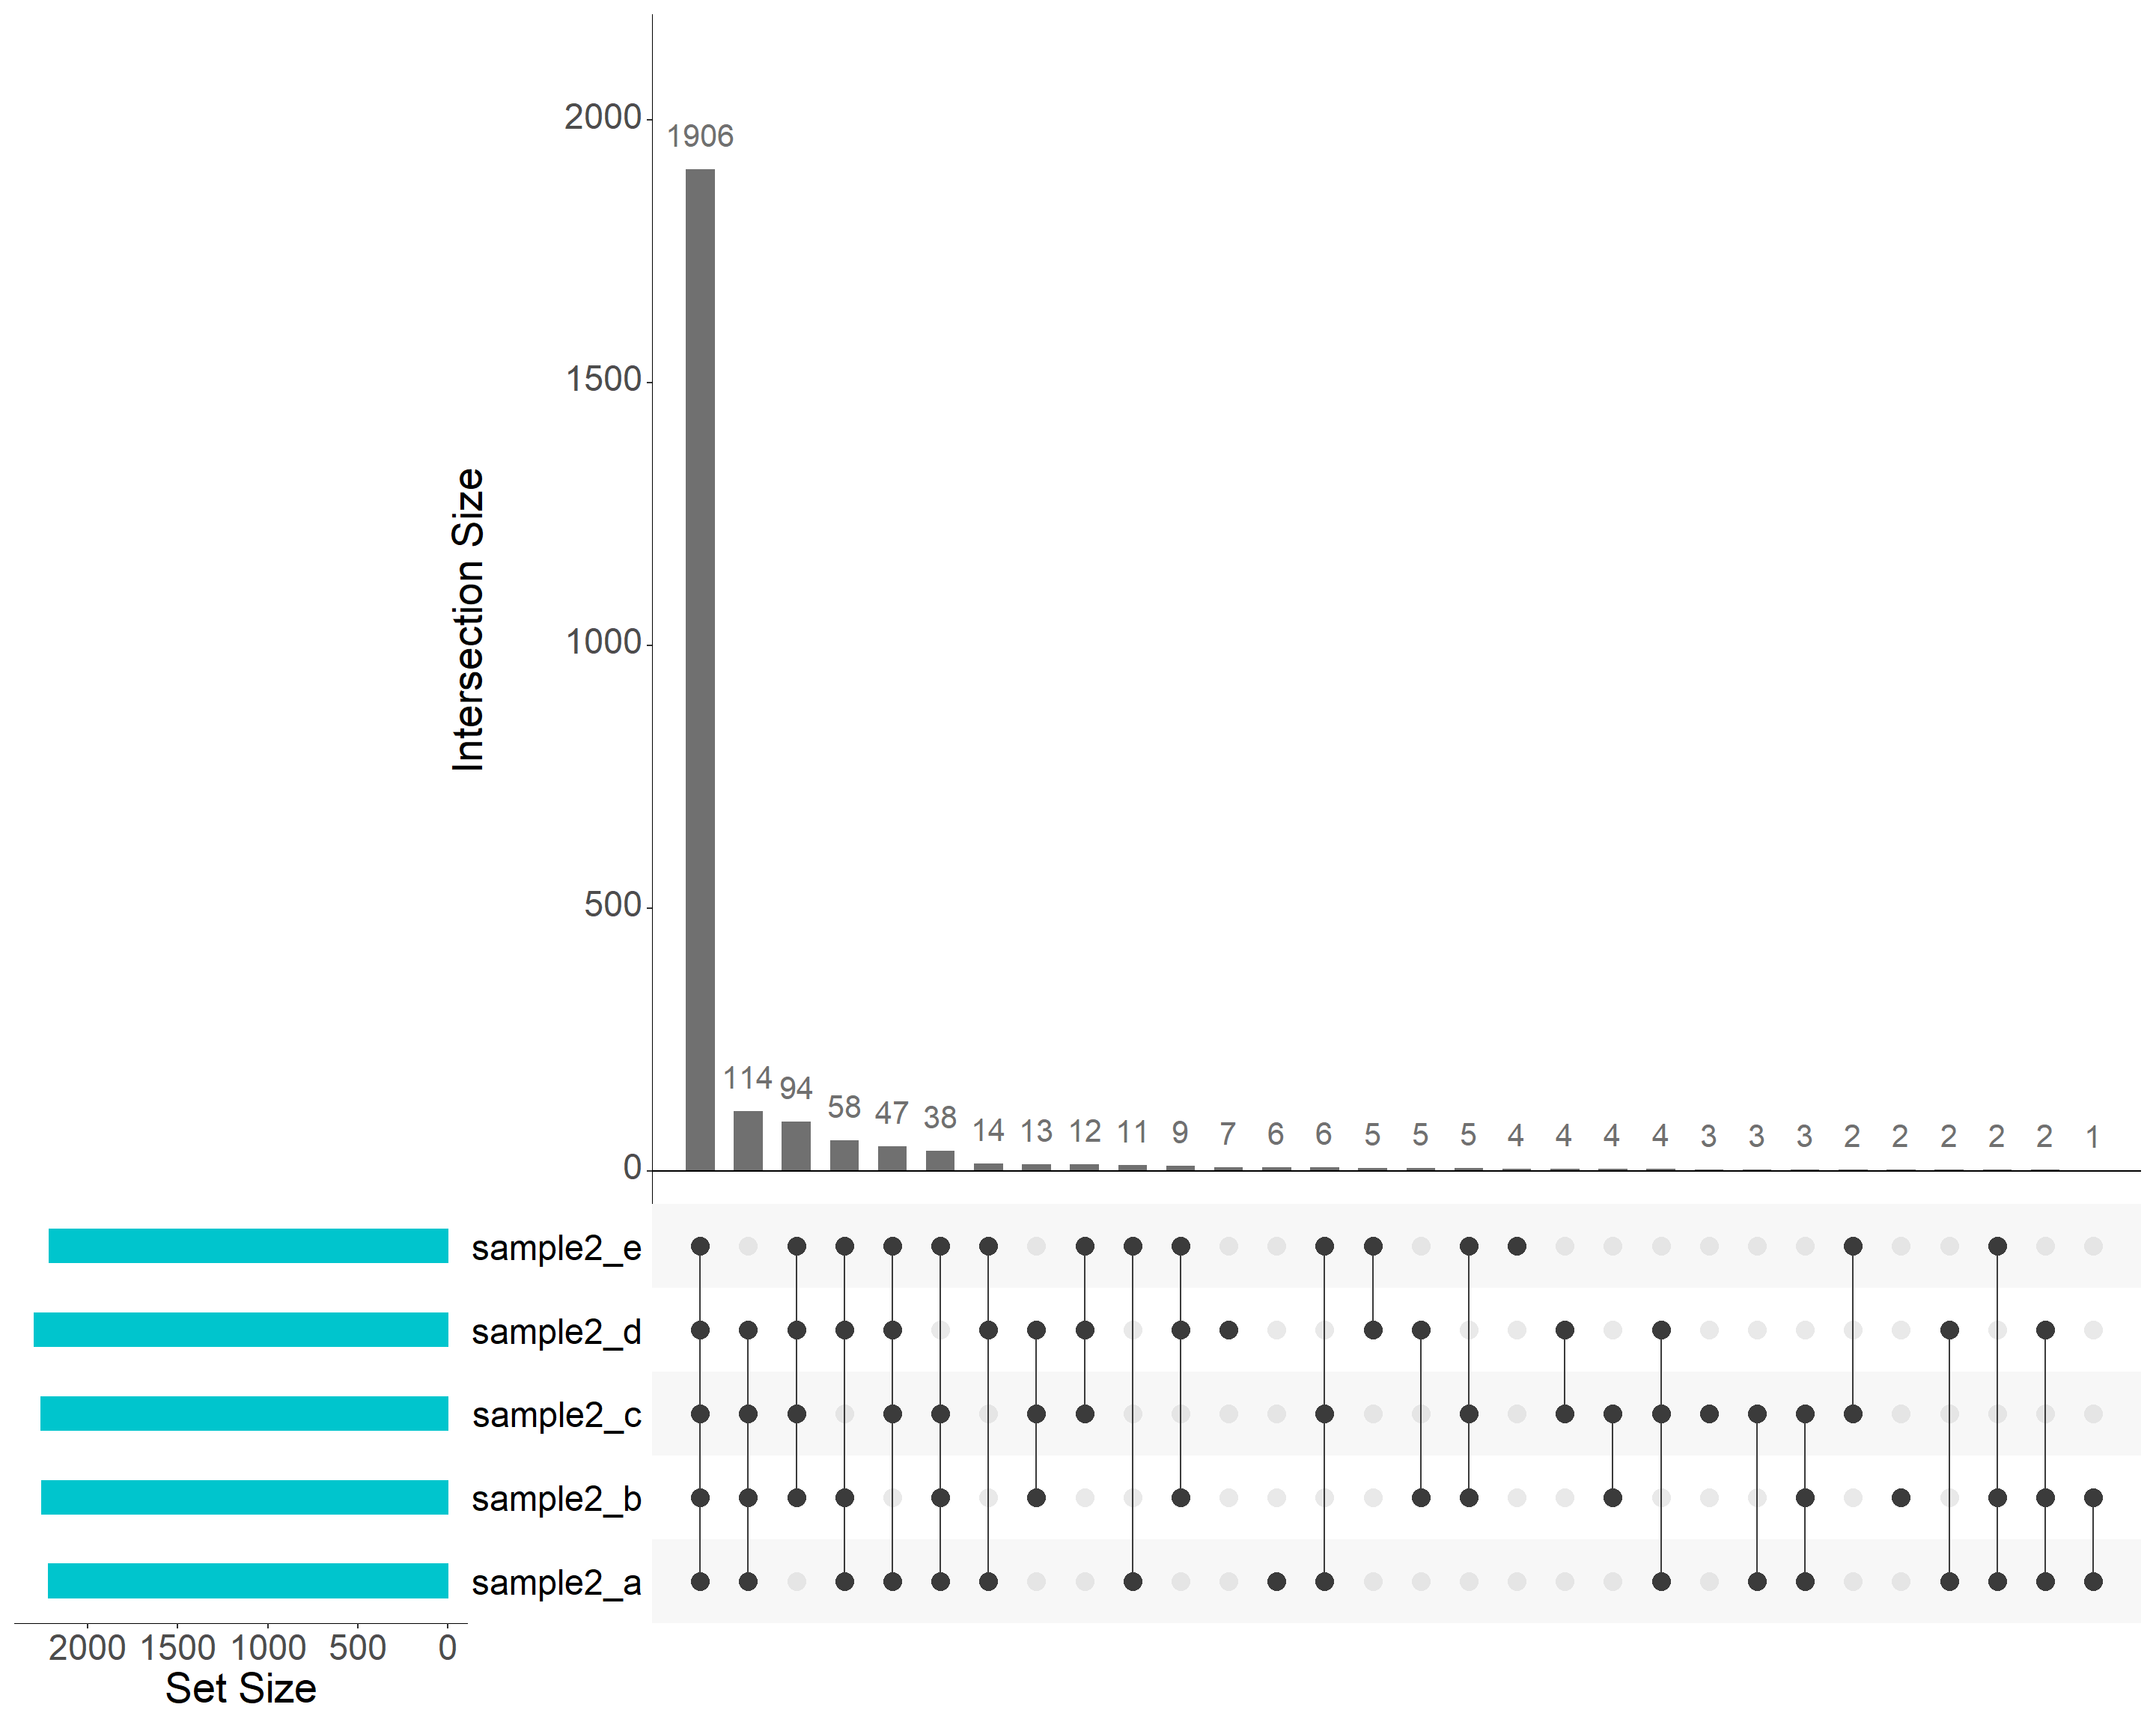 2000
1906
1500
Intersection Size
1000
500
114 94 58 47 38 14 13 12 11 9 7 6 6 5 5 5 4 4 4 4 3 3 3 2 2 2 2 2 1
0
sample2_e
sample2_d
sample2_c
sample2_b
sample2_a
2000 1500 1000 500 0
Set Size